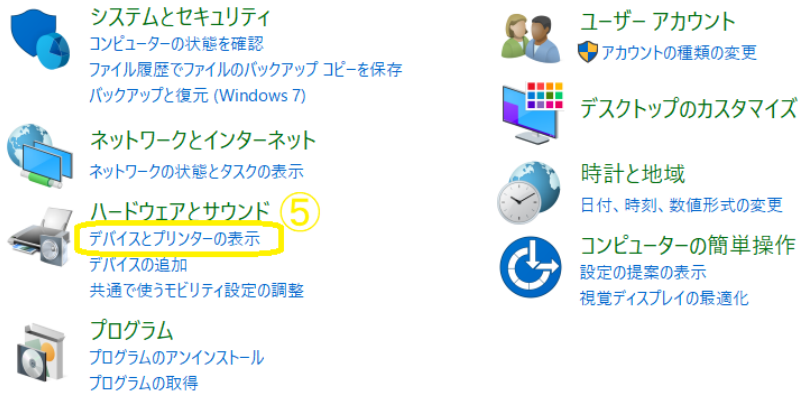 システムとセキュリティ
コンピューターの状態を確認
ファイル履歴でファイルのバックアップ コピーを保存
バックアップと復元 (Windows 7)
ネットワークとインターネット
ネットワークの状態とタスクの表示
ハードウェアとサウンド ⑤
デバイスとプリンターの表示
デバイスの追加
共通で使うモビリティ設定の調整
プログラム
プログラムのアンインストール
プログラムの取得
ユーザー アカウント
アカウントの種類の変更
デスクトップのカスタマイズ
時計と地域
日付、時刻、数値形式の変更
コンピューターの簡単操作
設定の提案の表示
視覚ディスプレイの最適化